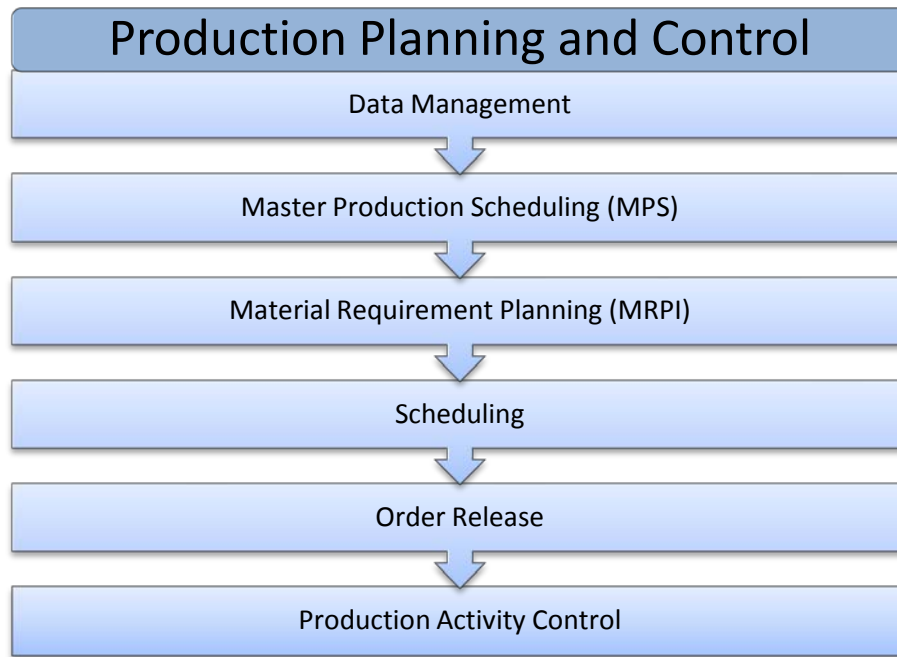 Production Planning and Control
Data Management
Master Production Scheduling (MPS)
Material Requirement Planning (MRPI)
Scheduling
Order Release
Production Activity Control